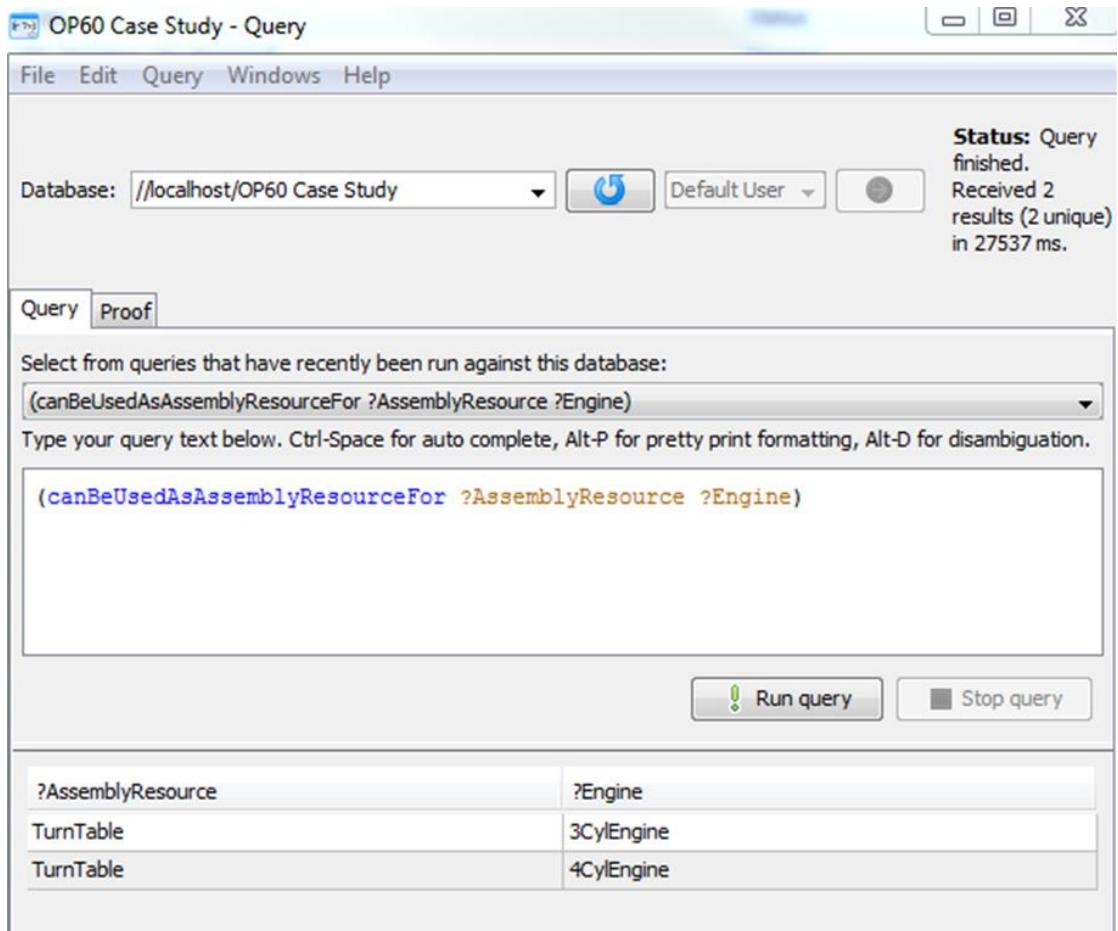 OP60 Case Study - Query
File Edit Query Windows Help
Status: Query
finished.
Received 2
results (2 unique)
in 27537 ms.
Database: //localhost/OP60 Case Study
Default User
Query Proof
Select from queries that have recently been run against this database:
(canBeUsedAsAssemblyResourceFor ?AssemblyResource ?Engine)
Type your query text below. Ctrl-Space for auto complete, Alt-P for pretty print formatting, Alt-D for disambiguation.
(canBeUsedAsAssemblyResourceFor ?AssemblyResource ?Engine)
Run query Stop query
?AssemblyResource ?Engine
TurnTable 3CylEngine
TurnTable 4CylEngine